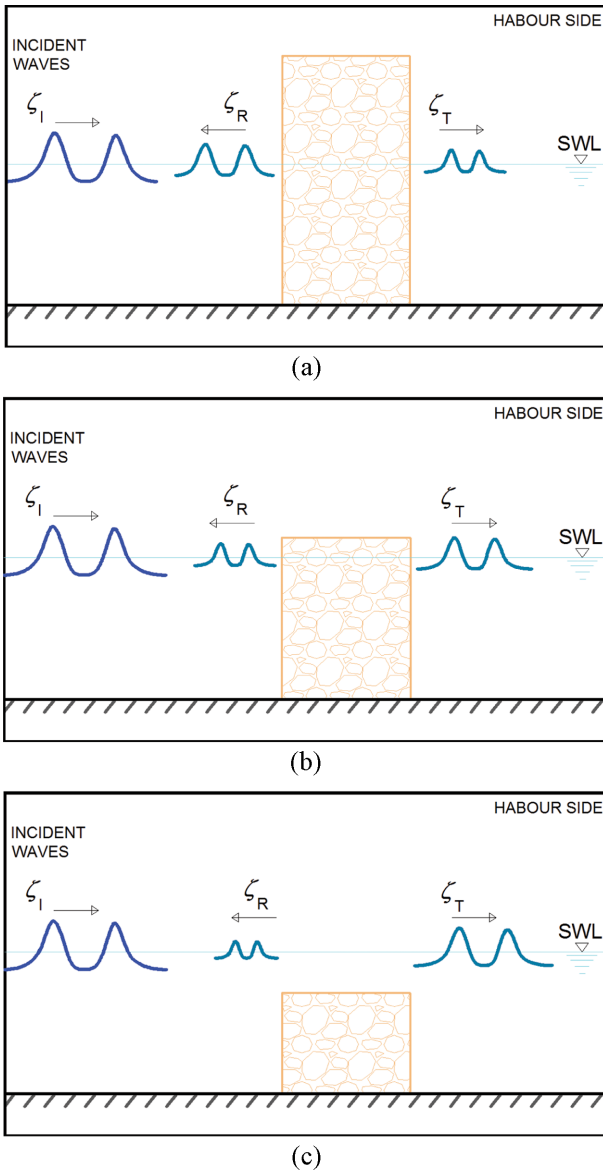 HABOUR SIDE
INCIDENT
WAVES
ζI
ζR
ζT
SWL
(a)
HABOUR SIDE
INCIDENT
WAVES
ζI
ζR
ζT
SWL
(b)
HABOUR SIDE
INCIDENT
WAVES
ζI
ζR
ζT
SWL
(c)